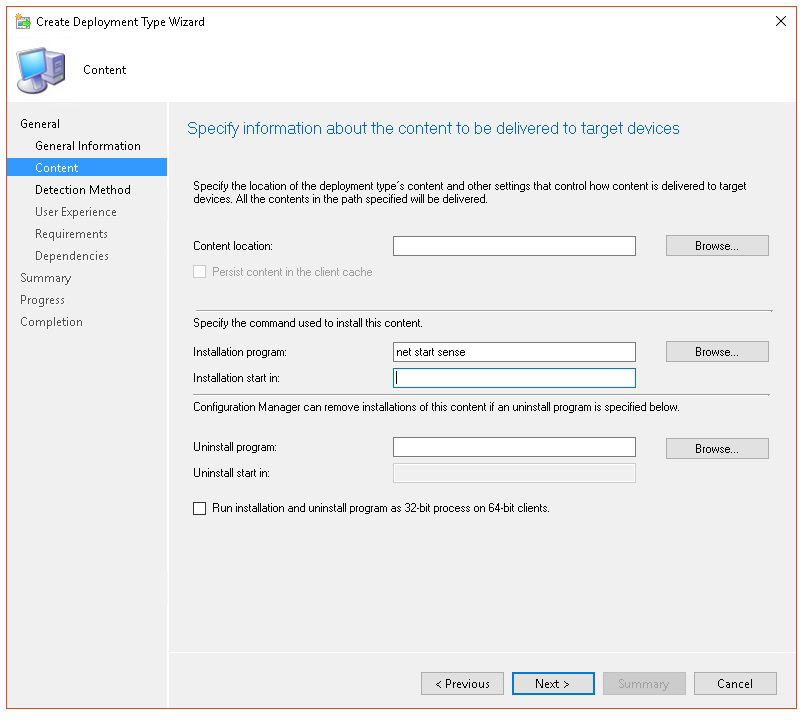 Create Deployment Type Wizard
Content
General
General Information
Content
Detection Method
User Experience
Requirements
Dependencies
Summary
Progress
Completion
Specify information about the content to be delivered to target devices
Specify the location of the deployment type's content and other settings that control how content is delivered to target
devices. All the contents in the path specified will be delivered.
Content location:
Browse...
Persist content in the client cache
Specify the command used to install this content.
Installation program:
net start sense
Browse...
Installation start in:
Configuration Manager can remove installations of this content if an uninstall program is specified below.
Uninstall program:
Browse...
Uninstall start in:
Run installation and uninstall program as 32-bit process on 64-bit clients.
< Previous
Next >
Summary
Cancel